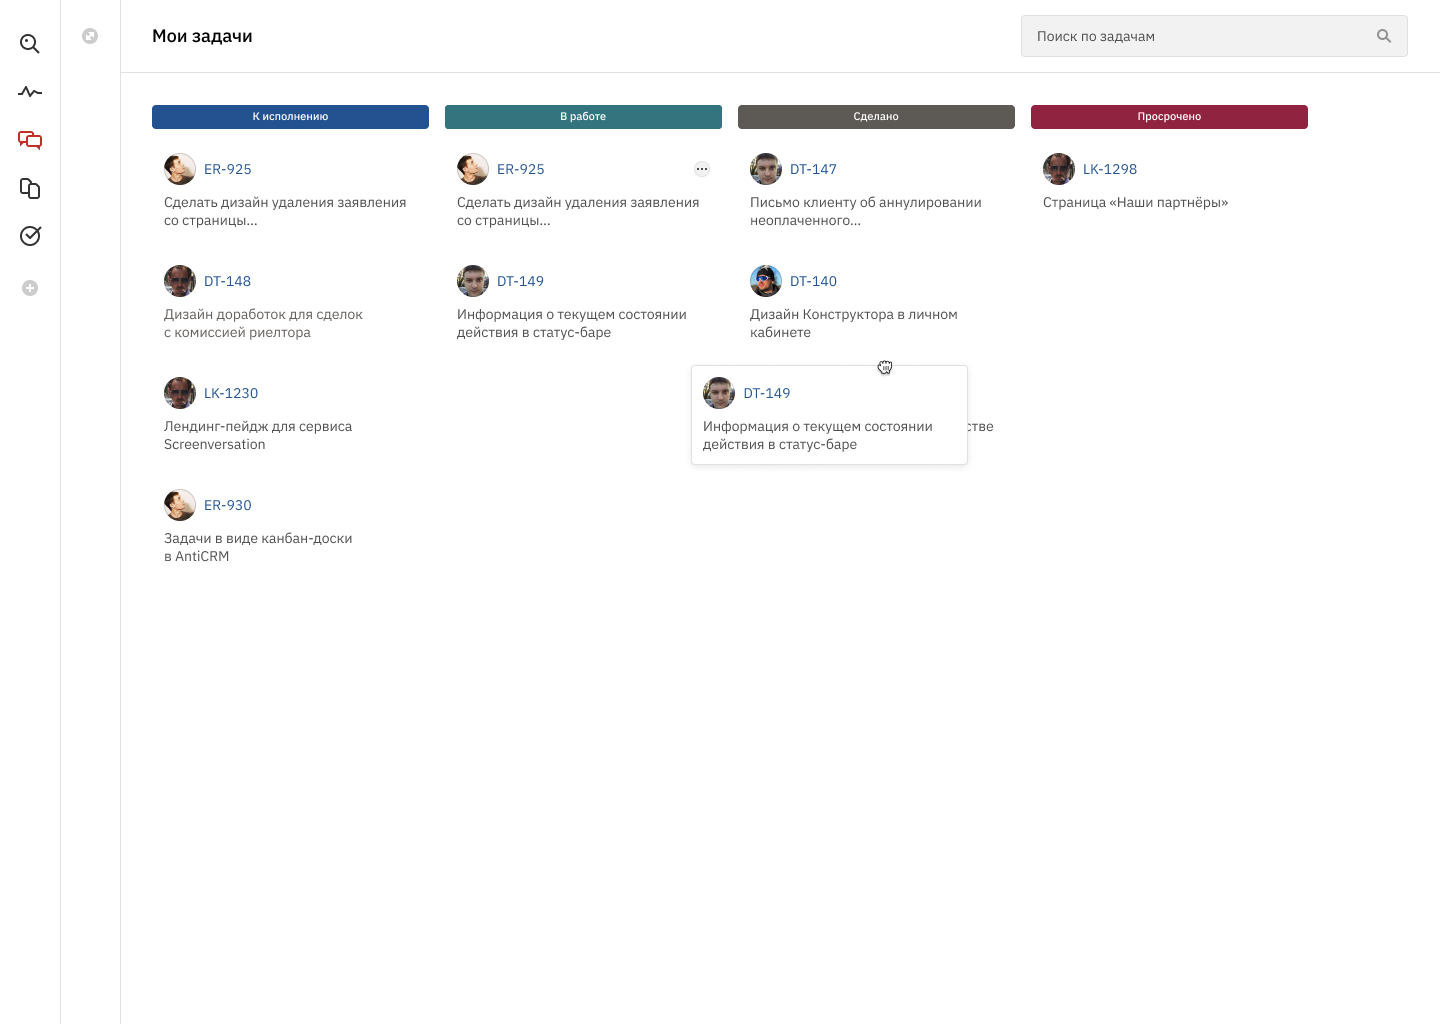 Мои задачи
Поиск по задачам
К исполнению
В работе
Сделано
Просрочено
ER-925
Сделать дизайн удаления заявления
со страницы...
DT-148
Дизайн доработок для сделок
с комиссией риелтора
LK-1230
Лендинг-пейдж для сервиса
Screenversation
ER-930
Задачи в виде канбан-доски
в AntiCRM
ER-925
Сделать дизайн удаления заявления
со страницы...
DT-149
Информация о текущем состоянии
действия в статус-баре
DT-147
Письмо клиенту об аннулировании
неоплаченного...
DT-140
Дизайн Конструктора в личном
кабинете
DT-149
Информация о текущем состоянии
действия в статус-баре
LK-1298
Страница «Наши партнёры»